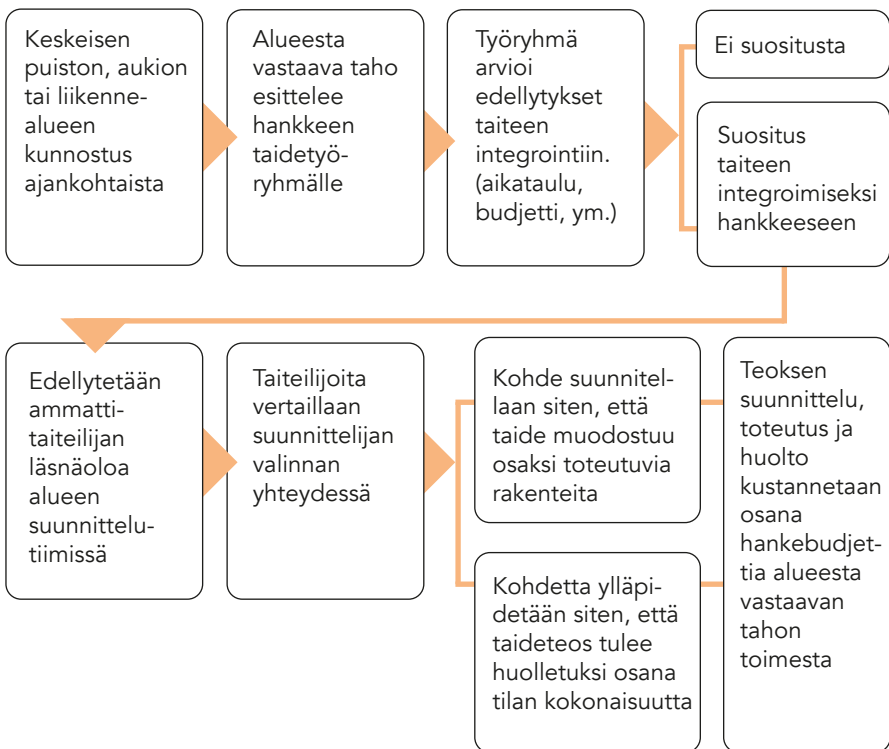 Keskeisen
puiston, aukion
tai liikenne-
alueen
kunnostus
ajankohtaista
Alueesta
vastaava taho
esittelee
hankkeen
taidetyö-
ryhmälle
Työryhmä
arvioi
edellytykset
taiteen
integrointiin.
(aikataulu,
budjetti, ym.)
Ei suositusta
Suositus
taiteen
integroimiseksi
hankkeeseen
Edellytetään
ammatti-
taiteilijan
läsnäoloa
alueen
suunnittelu-
tiimissä
Taiteilijoita
vertaillaan
suunnittelijan
valinnan
yhteydessä
Kohde suunnitel-
laan siten, että
taide muodostuu
osaksi toteutuvia
rakenteita
Kohdetta ylläpi-
detään siten, että
taideteos tulee
huolletuksi osana
tilan kokonaisuutta
Teoksen
suunnittelu,
toteutus ja
huolto
kustannetaan
osana
hankebudjet-
tia alueesta
vastaavan
tahon
toimesta